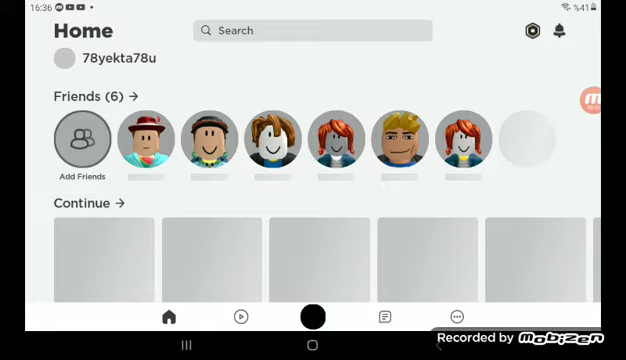 16:36
%41
Home
Search
78yekta78u
Friends (6) →
Add Friends
Continue →
Recorded by Mobizen